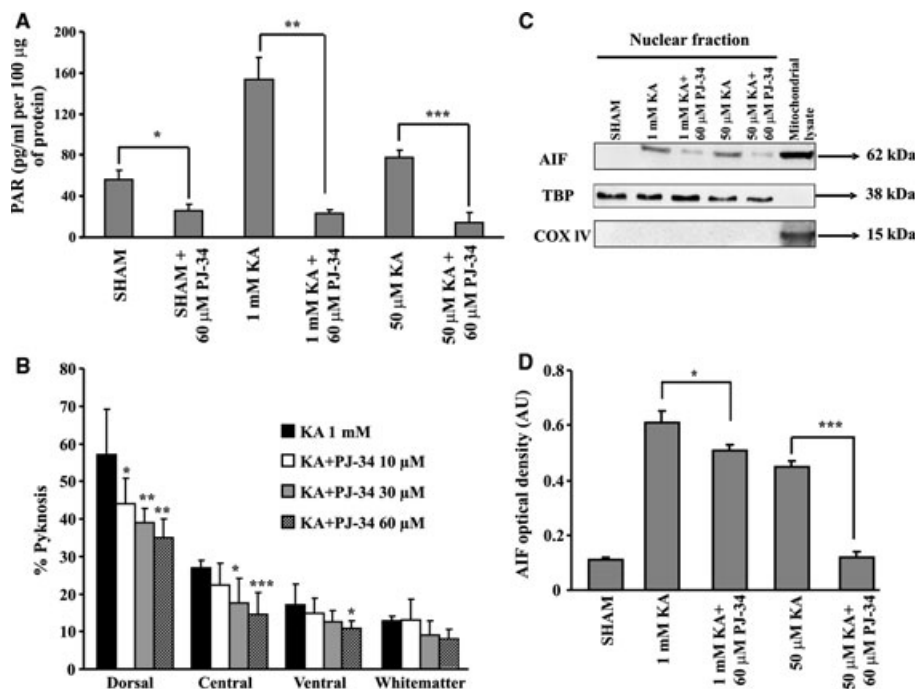 A
PAR (pg/ml per 100 μg
of protein)
200
160
120
80
40
0
*
**
***
SHAM
SHAM +
60 μM PJ-34
1 mM KA
1 mM KA +
60 μM PJ-34
50 μM KA
50 μM KA +
60 μM PJ-34
B
% Pyknosis
80
70
60
50
40
30
20
10
0
*
**
**
*
***
*
KA 1 mM
KA+PJ-34 10 μM
KA+PJ-34 30 μM
KA+PJ-34 60 μM
Dorsal
Central
Ventral
Whitematter
C
Nuclear fraction
SHAM
1 mM KA
1 mM KA+
60 μM PJ-34
50 μM KA
50 μM KA+
60 μM PJ-34
Mitochondrial
lysate
AIF
62 kDa
TBP
38 kDa
COX IV
15 kDa
D
AIF optical density (AU)
0.8
0.6
0.4
0.2
0
*
***
SHAM
1 mM KA
1 mM KA+
60 μM PJ-34
50 μM KA
50 μM KA+
60 μM PJ-34